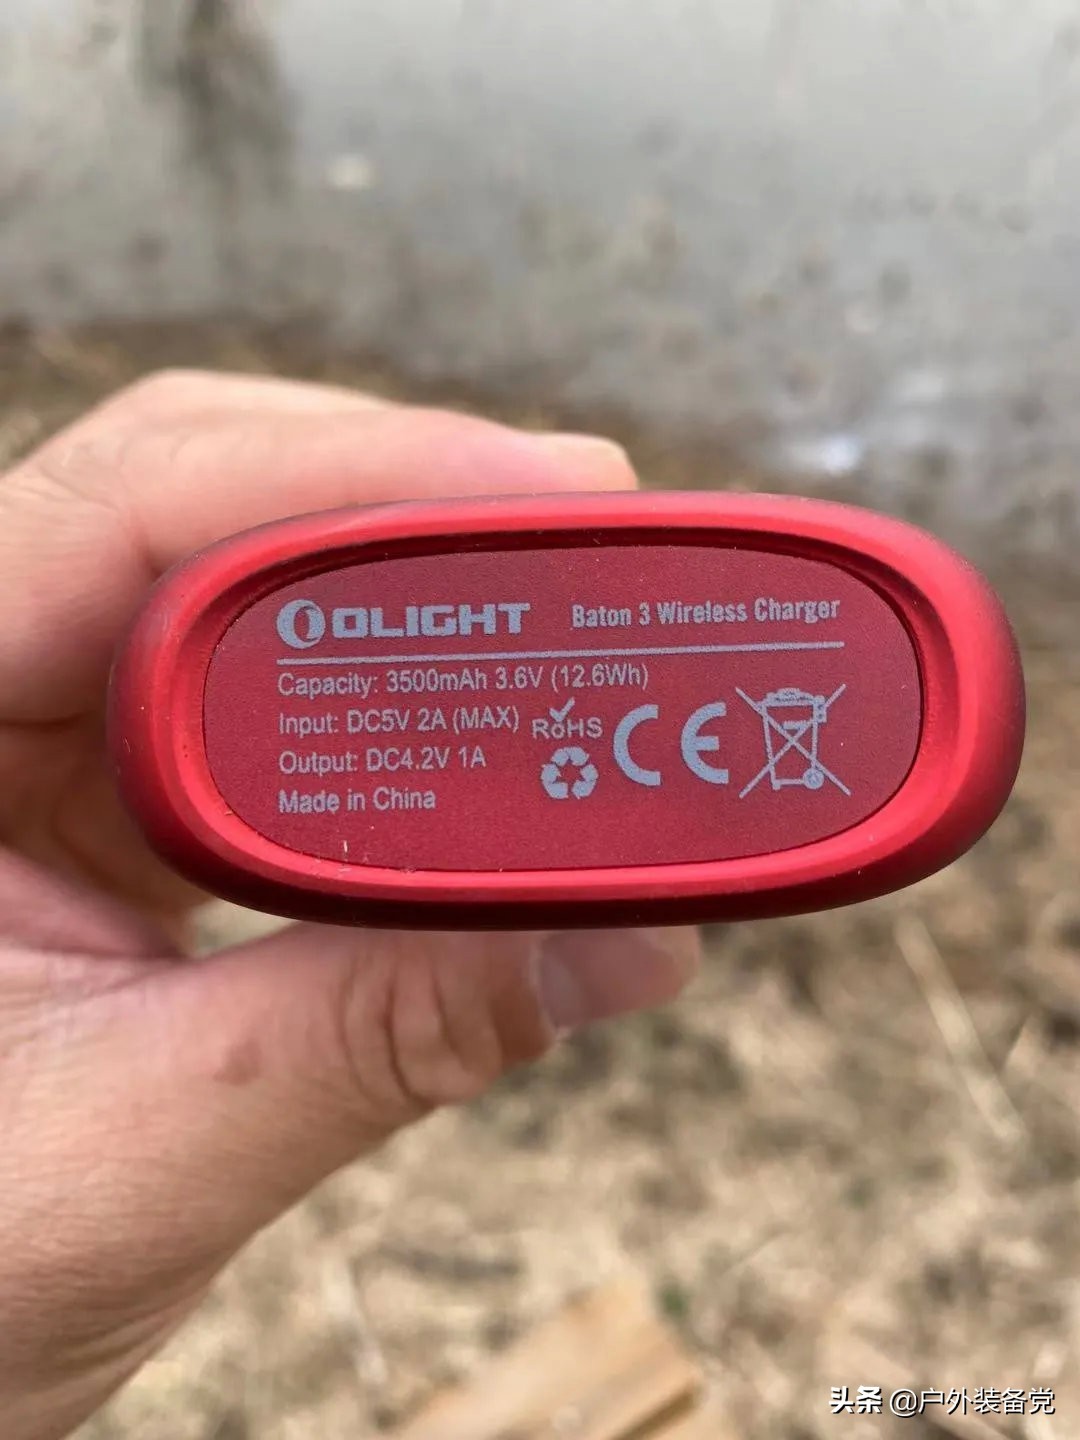 OLIGHT Baton 3 Wireless Charger
Capacity: 3500mAh 3.6V (12.6Wh)
Input: DC5V 2A (MAX)
Output: DC4.2V 1A
Made in China
RoHS
CE
头条 @户外装备党